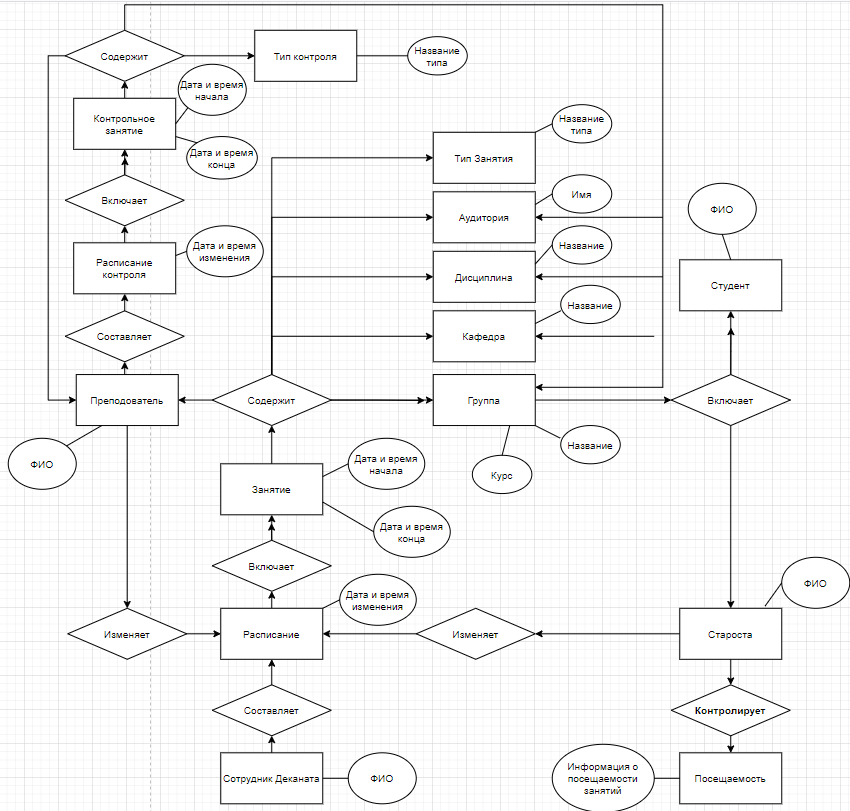 Содержит
Тип контроля
Название
типа
Дата и время
начала
Контрольное
занятие
Дата и время
конца
Название
типа
Тип Занятия
Включает
Имя
Аудитория
ФИО
Расписание
контроля
Дата и время
изменения
Название
Дисциплина
Студент
Название
Составляет
Кафедра
Преподователь
Содержит
Группа
Включает
ФИО
Название
Курс
Дата и время
начала
Занятие
Дата и время
конца
Включает
ФИО
Дата и время
изменения
Изменяет
Расписание
Изменяет
Староста
Составляет
Контролирует
Сотрудник Деканата
ФИО
Информация о
посещаемости
занятий
Посещаемость